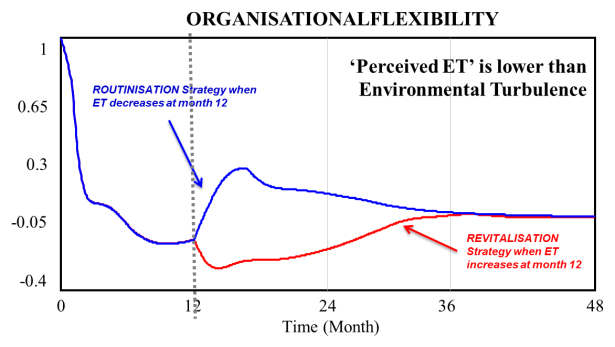 ORGANISATIONALFLEXIBILITY
1
0.65
0.3
-0.05
-0.4
‘Perceived ET’ is lower than
Environmental Turbulence
ROUTINISATION Strategy when
ET decreases at month 12
REVITALISATION
Strategy when ET
increases at month 12
0
12
24
36
48
Time (Month)